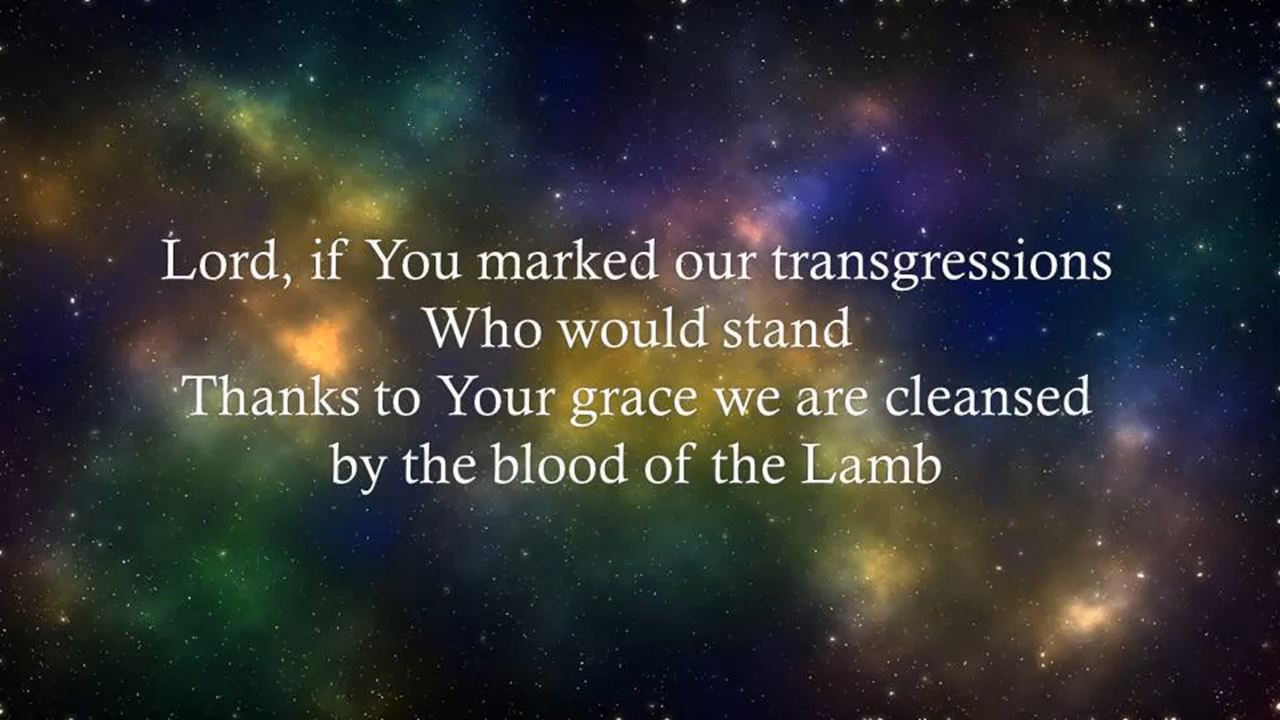 Lord, if You marked our transgressions
Who would stand
Thanks to Your grace we are cleansed
by the blood of the Lamb